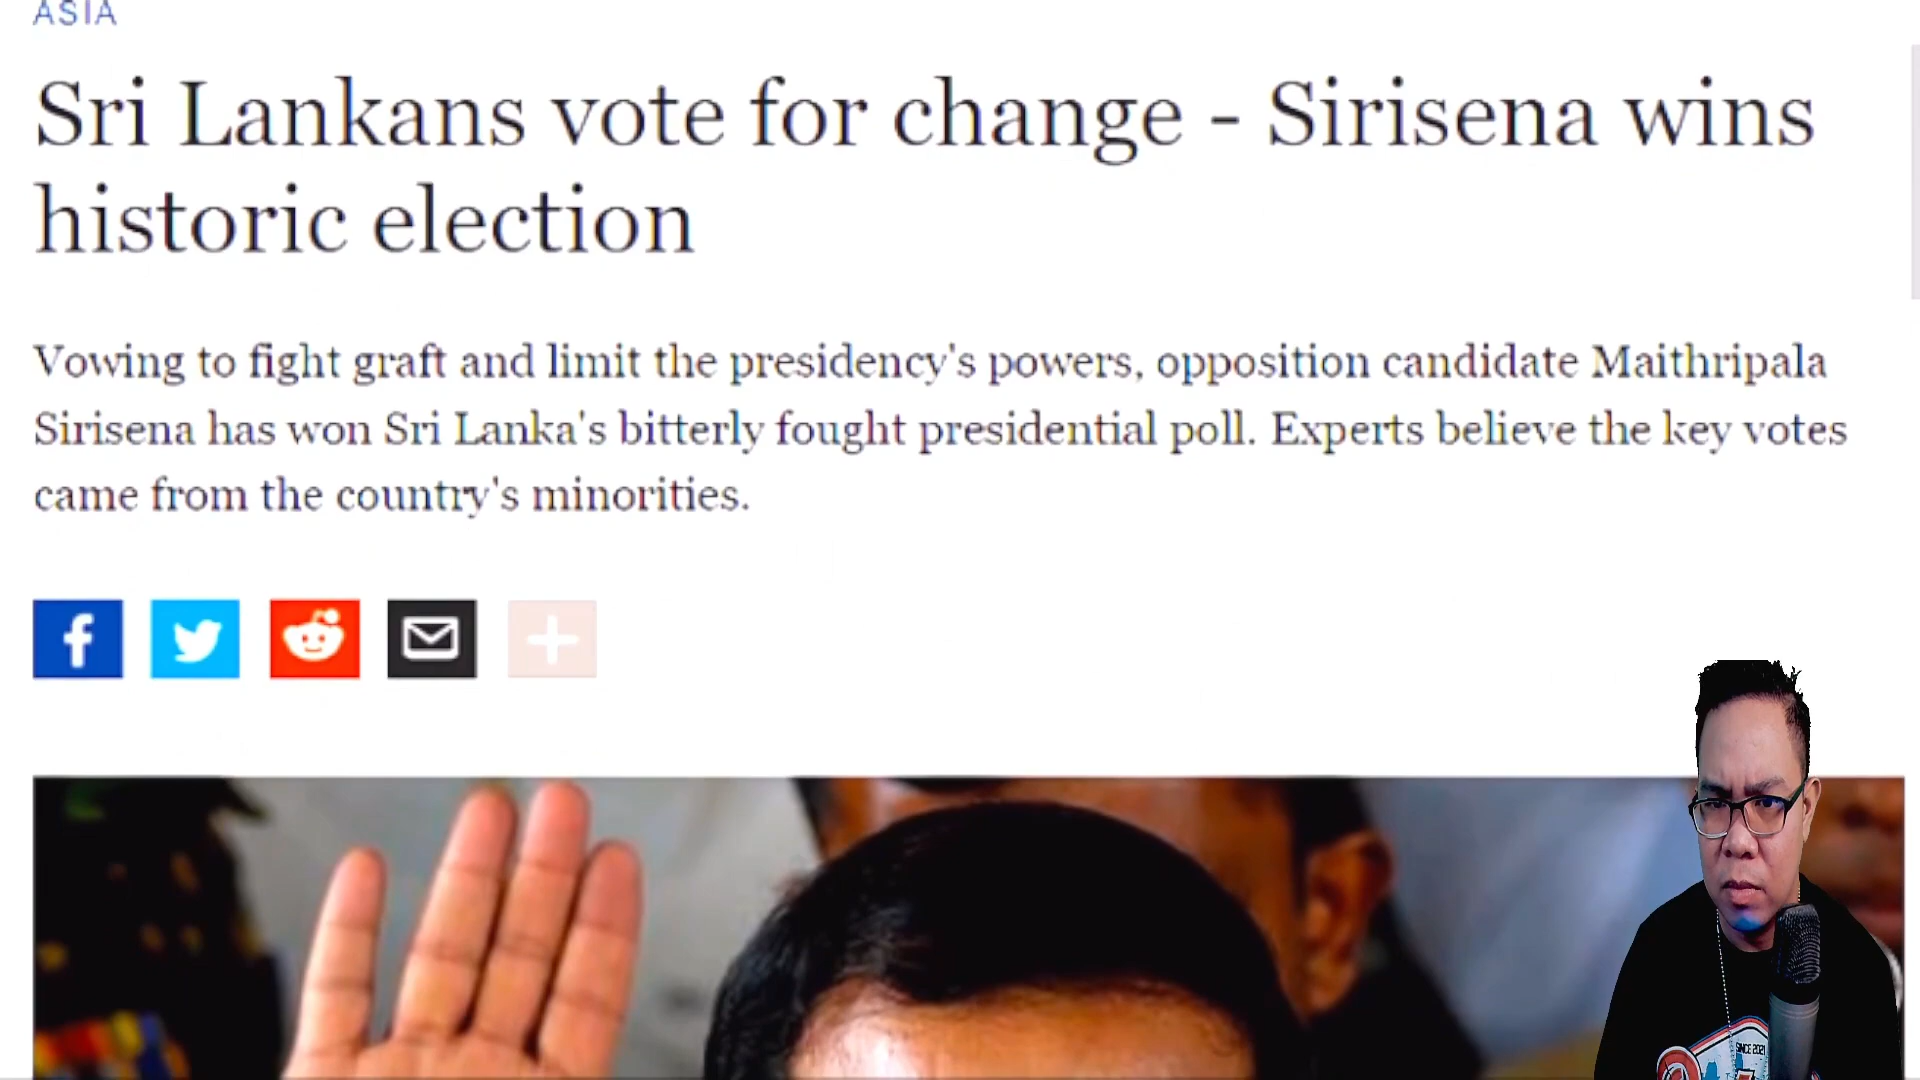 ASIA
Sri Lankans vote for change - Sirisena wins
historic election
Vowing to fight graft and limit the presidency's powers, opposition candidate Maithripala
Sirisena has won Sri Lanka's bitterly fought presidential poll. Experts believe the key votes
came from the country's minorities.
SINCE 2021